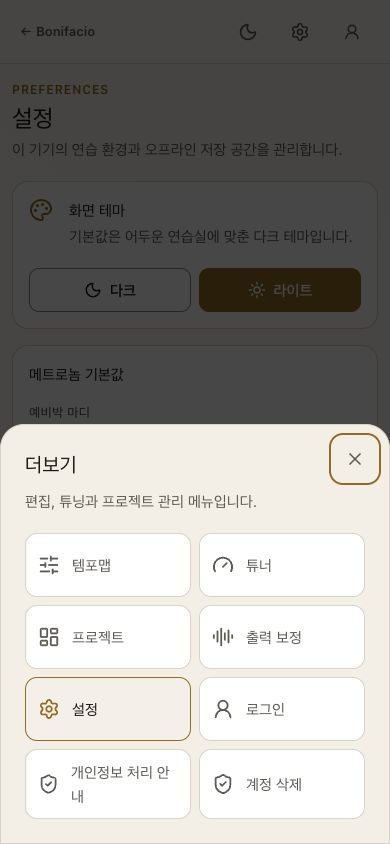 ← Bonifacio
PREFERENCES
설정
이 기기의 연습 환경과 오프라인 저장 공간을 관리합니다.
화면 테마
기본값은 어두운 연습실에 맞춘 다크 테마입니다.
다크
라이트
메트로놈 기본값
예비박 마디
더보기
편집, 튜닝과 프로젝트 관리 메뉴입니다.
템포맵
튜너
프로젝트
출력 보정
설정
로그인
개인정보 처리 안
내
계정 삭제